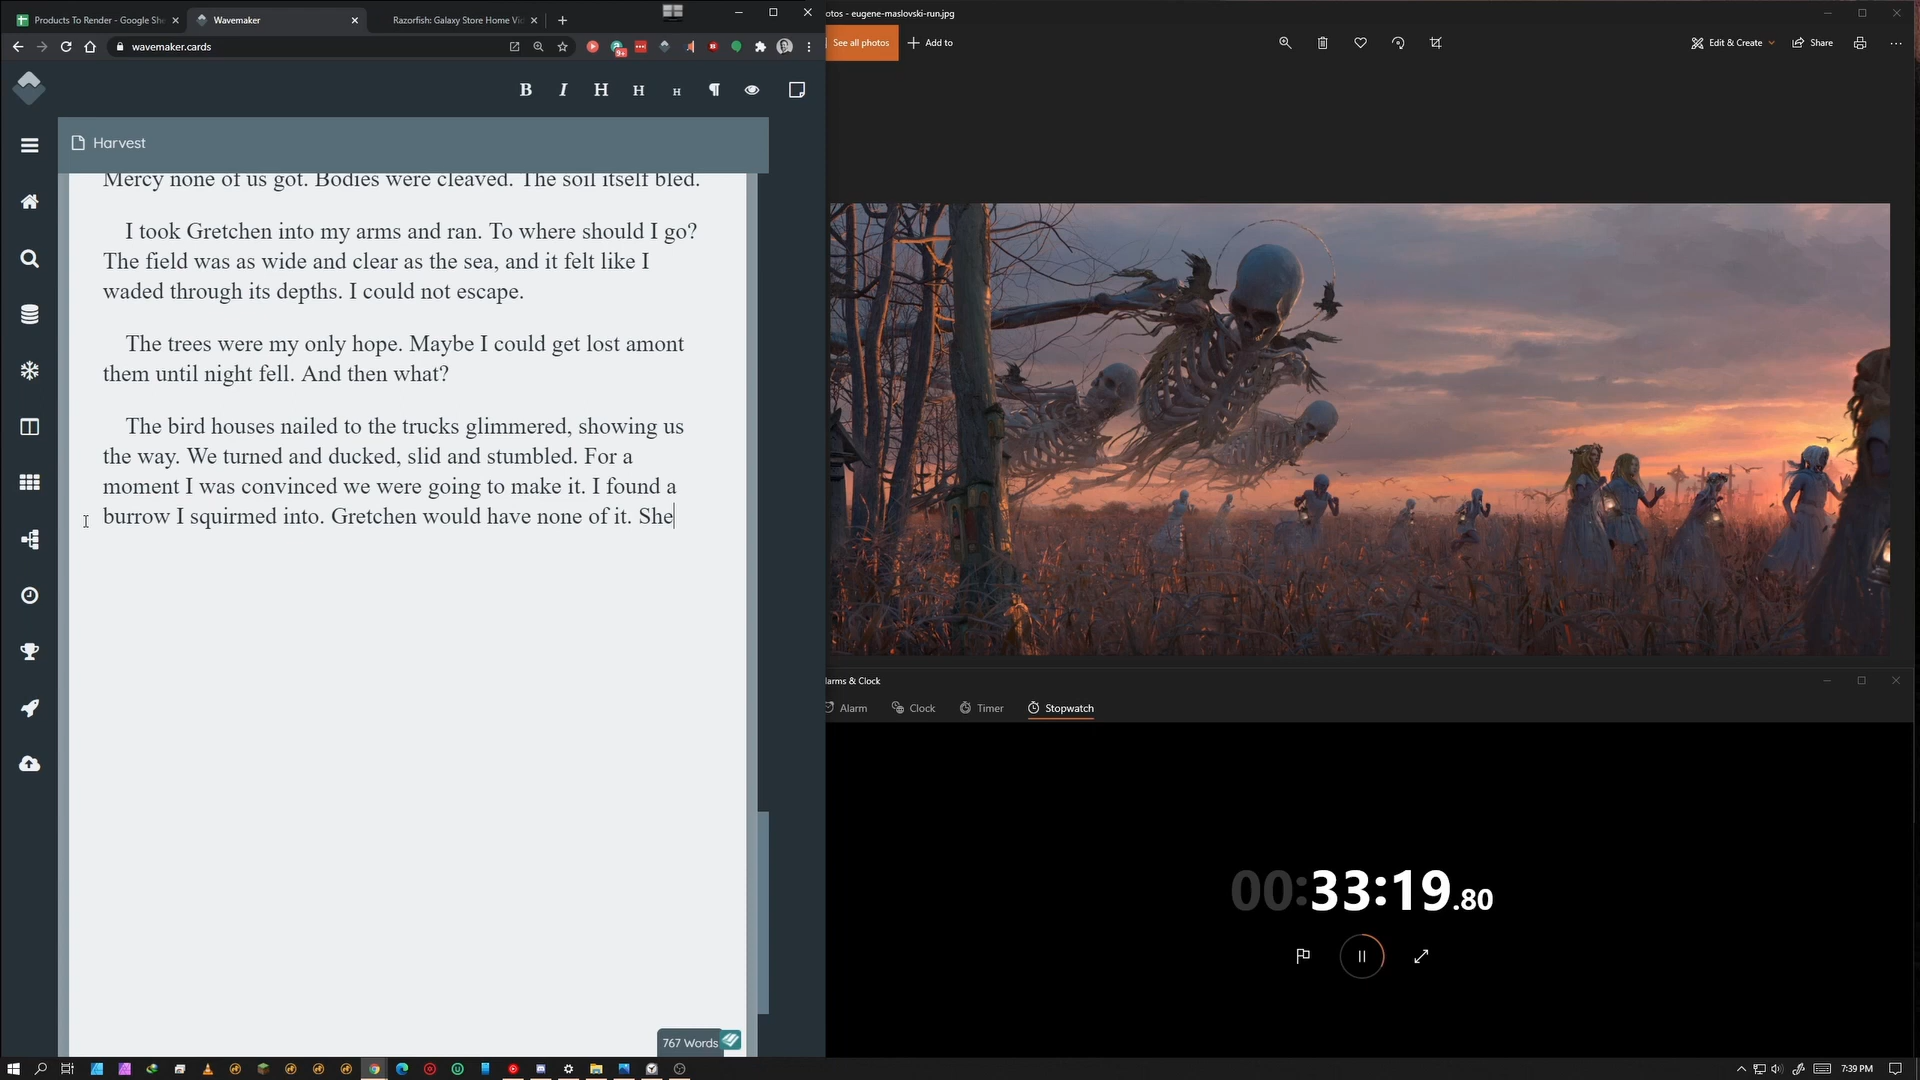 Products To Render - Google She
Wavemaker
Razorfish: Galaxy Store Home Vi
wavemaker.cards
B I H H H ¶
Harvest
Mercy none of us got. Bodies were cleaved. The soil itself bled.
I took Gretchen into my arms and ran. To where should I go?
The field was as wide and clear as the sea, and it felt like I
waded through its depths. I could not escape.
The trees were my only hope. Maybe I could get lost amont
them until night fell. And then what?
The bird houses nailed to the trucks glimmered, showing us
the way. We turned and ducked, slid and stumbled. For a
moment I was convinced we were going to make it. I found a
burrow I squirmed into. Gretchen would have none of it. She
767 Words
otos - eugene-maslovski-run.jpg
See all photos
Add to
Edit & Create
Share
larms & Clock
Alarm
Clock
Timer
Stopwatch
00:33:19.80
7:39 PM